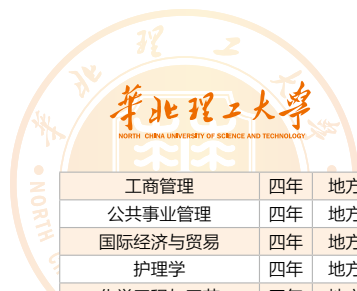 華北理工大學
NORTH CHINA UNIVERSITY OF SCIENCE AND TECHNOLOGY
工商管理 四年 地方
公共事业管理 四年 地方
国际经济与贸易 四年 地方
护理学 四年 地方